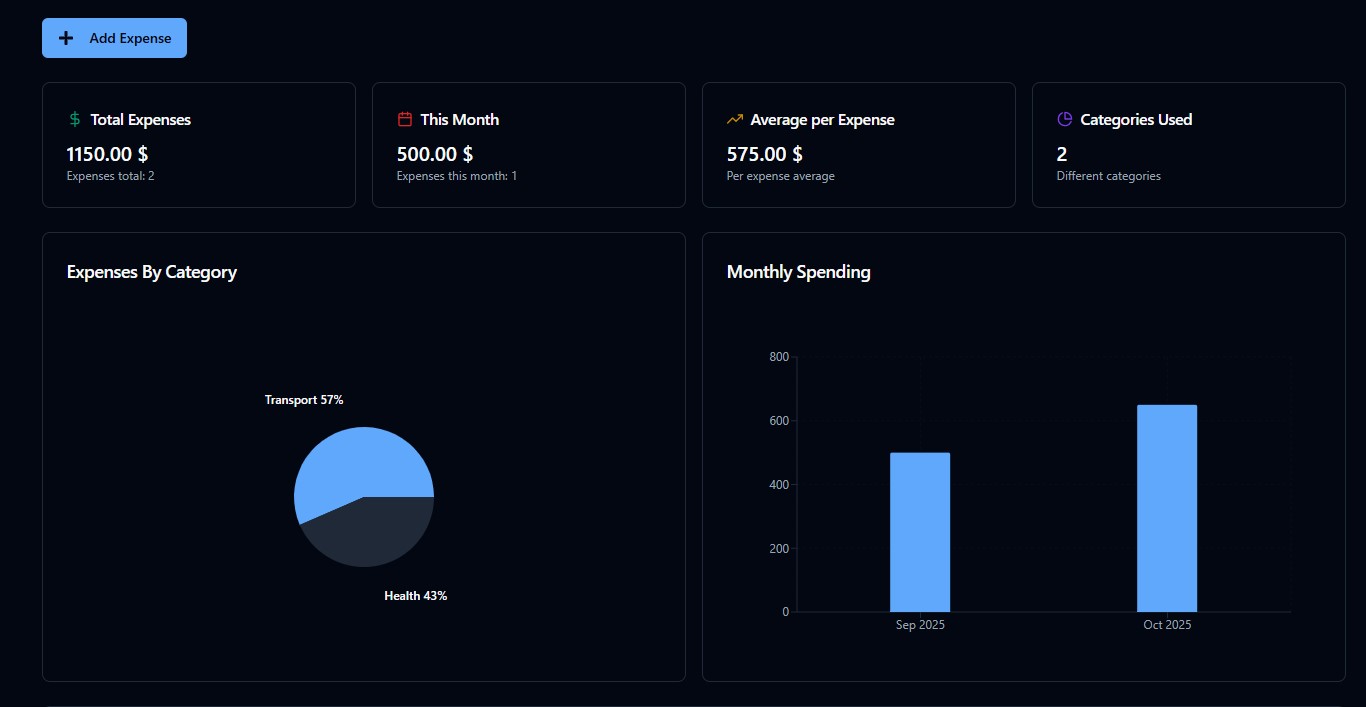 Add Expense
Total Expenses
1150.00 $
Expenses total: 2
This Month
500.00 $
Expenses this month: 1
Average per Expense
575.00 $
Per expense average
Categories Used
2
Different categories
Expenses By Category
Transport 57%
Health 43%
Monthly Spending
800
600
400
200
0
Sep 2025
Oct 2025